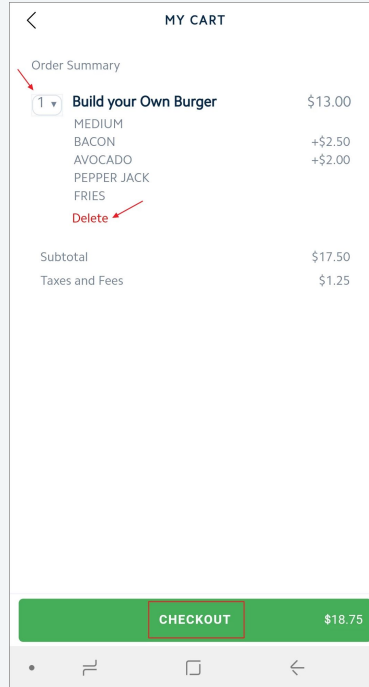 MY CART
Order Summary
1 Build your Own Burger $13.00
MEDIUM
BACON +$2.50
AVOCADO +$2.00
PEPPER JACK
FRIES
Delete
Subtotal $17.50
Taxes and Fees $1.25
CHECKOUT $18.75